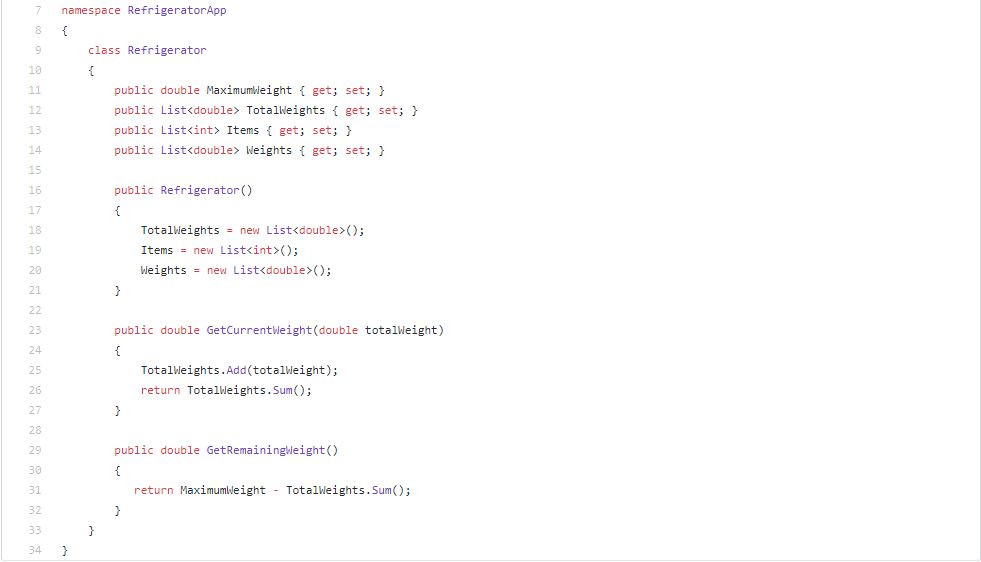 7 namespace RefrigeratorApp
8 {
9     class Refrigerator
10     {
11         public double MaximumWeight { get; set; }
12         public List<double> TotalWeights { get; set; }
13         public List<int> Items { get; set; }
14         public List<double> Weights { get; set; }
15
16         public Refrigerator()
17         {
18             TotalWeights = new List<double>();
19             Items = new List<int>();
20             Weights = new List<double>();
21         }
22
23         public double GetCurrentWeight(double totalWeight)
24         {
25             TotalWeights.Add(totalWeight);
26             return TotalWeights.Sum();
27         }
28
29         public double GetRemainingWeight()
30         {
31            return MaximumWeight - TotalWeights.Sum();
32         }
33     }
34 }